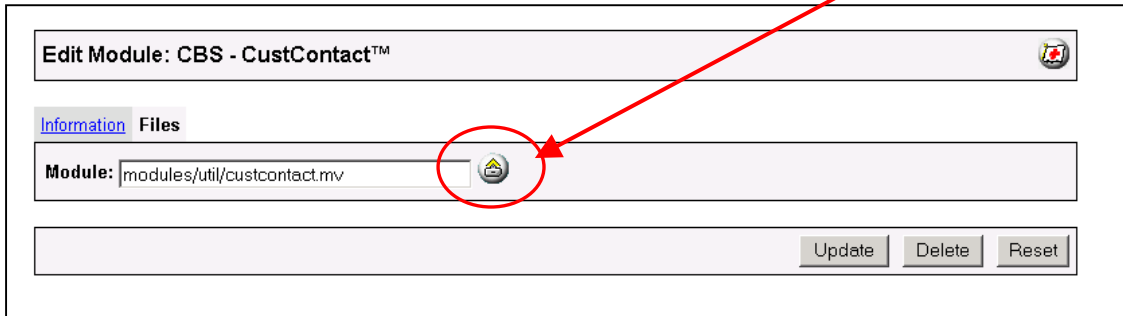 Edit Module: CBS - CustContact™
Information Files
Module: modules/util/custcontact.mv
Update Delete Reset